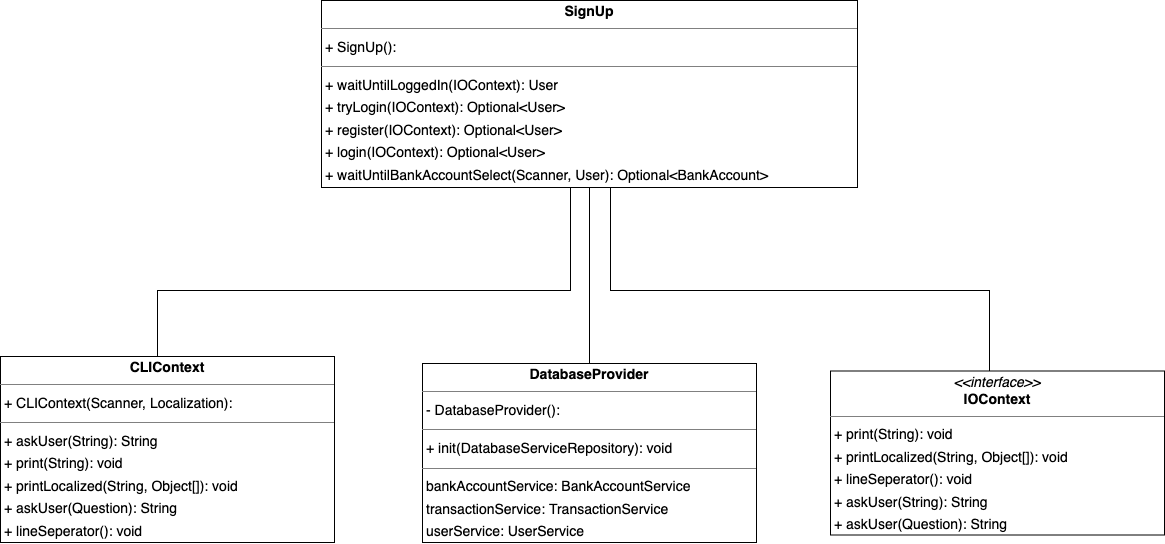 SignUp
+ SignUp():
+ waitUntilLoggedIn(IOContext): User
+ tryLogin(IOContext): Optional<User>
+ register(IOContext): Optional<User>
+ login(IOContext): Optional<User>
+ waitUntilBankAccountSelect(Scanner, User): Optional<BankAccount>
CLIContext
+ CLIContext(Scanner, Localization):
+ askUser(String): String
+ print(String): void
+ printLocalized(String, Object[]): void
+ askUser(Question): String
+ lineSeperator(): void
DatabaseProvider
- DatabaseProvider():
+ init(DatabaseServiceRepository): void
bankAccountService: BankAccountService
transactionService: TransactionService
userService: UserService
<<interface>>
IOContext
+ print(String): void
+ printLocalized(String, Object[]): void
+ lineSeperator(): void
+ askUser(String): String
+ askUser(Question): String